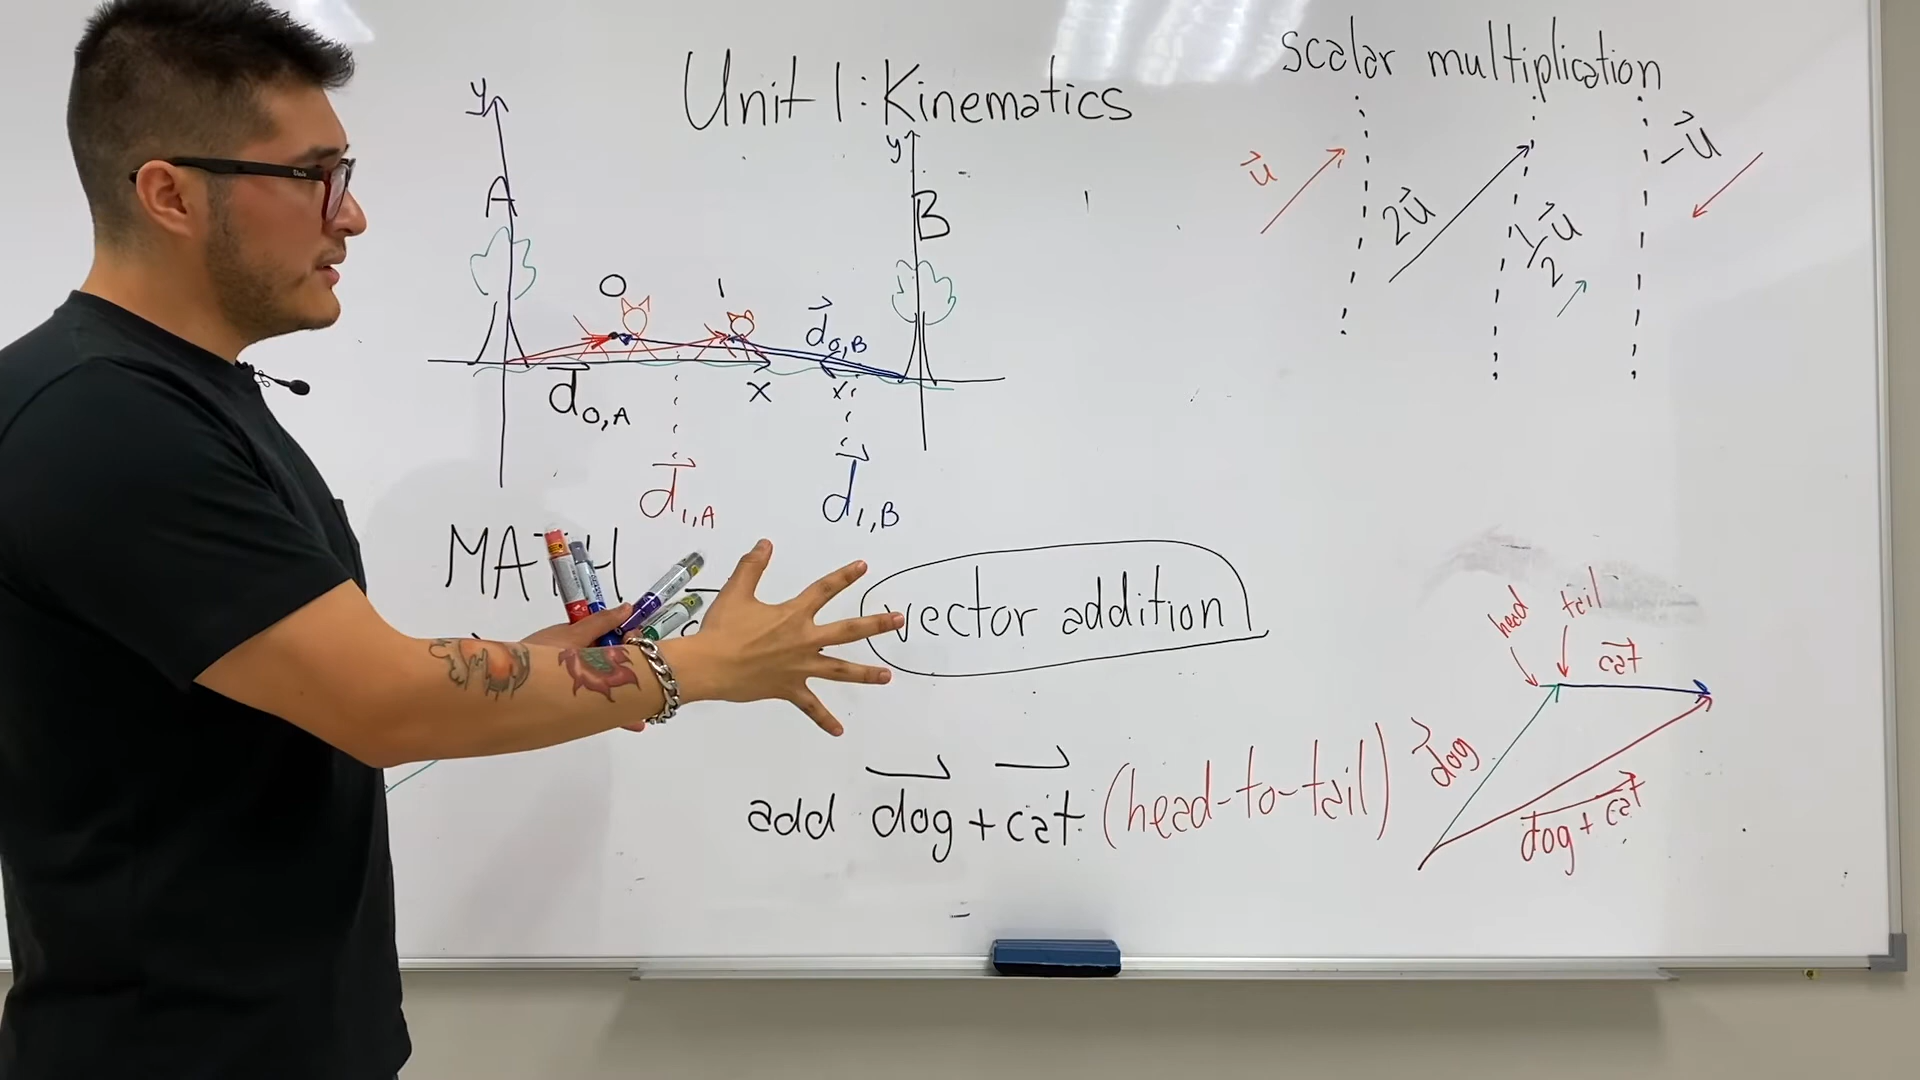 Unit 1: Kinematics
scalar multiplication
y
y
A
B
u
2u
1/2 u
-u
0
1
d0,B
d0,A
x
x
d1,A
d1,B
MATH
vector addition
head
tail
cat
dog
add dog + cat (head-to-tail)
dog + cat